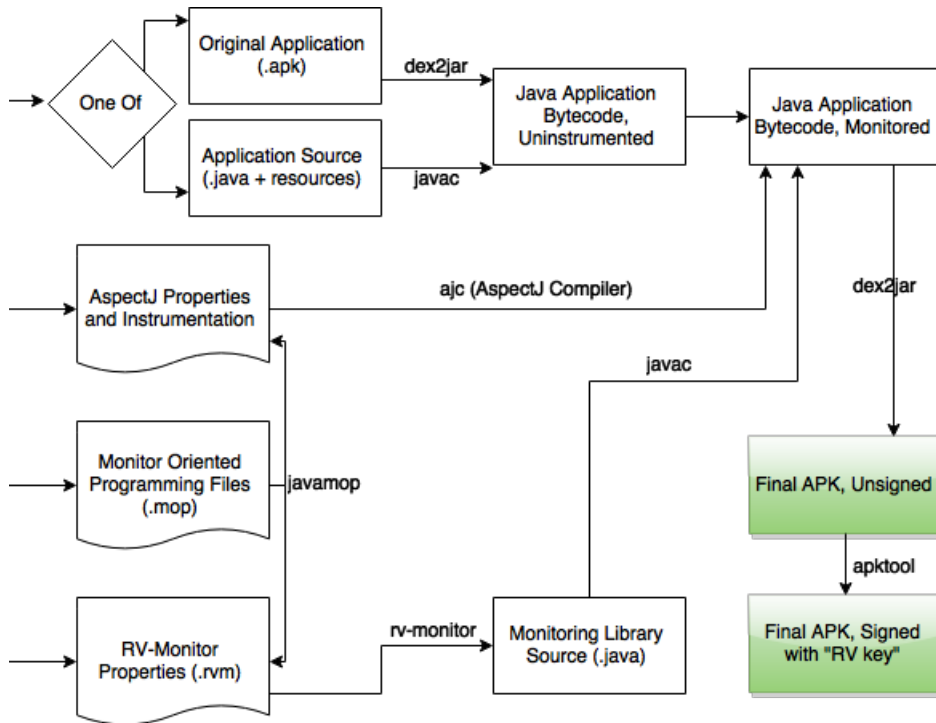 Original Application
(.apk)
dex2jar
One Of
Java Application
Bytecode,
Uninstrumented
Java Application
Bytecode, Monitored
Application Source
(.java + resources)
javac
AspectJ Properties
and Instrumentation
ajc (AspectJ Compiler)
dex2jar
javac
Monitor Oriented
Programming Files
(.mop)
javamop
Final APK, Unsigned
apktool
RV-Monitor
Properties (.rvm)
rv-monitor
Monitoring Library
Source (.java)
Final APK, Signed
with "RV key"